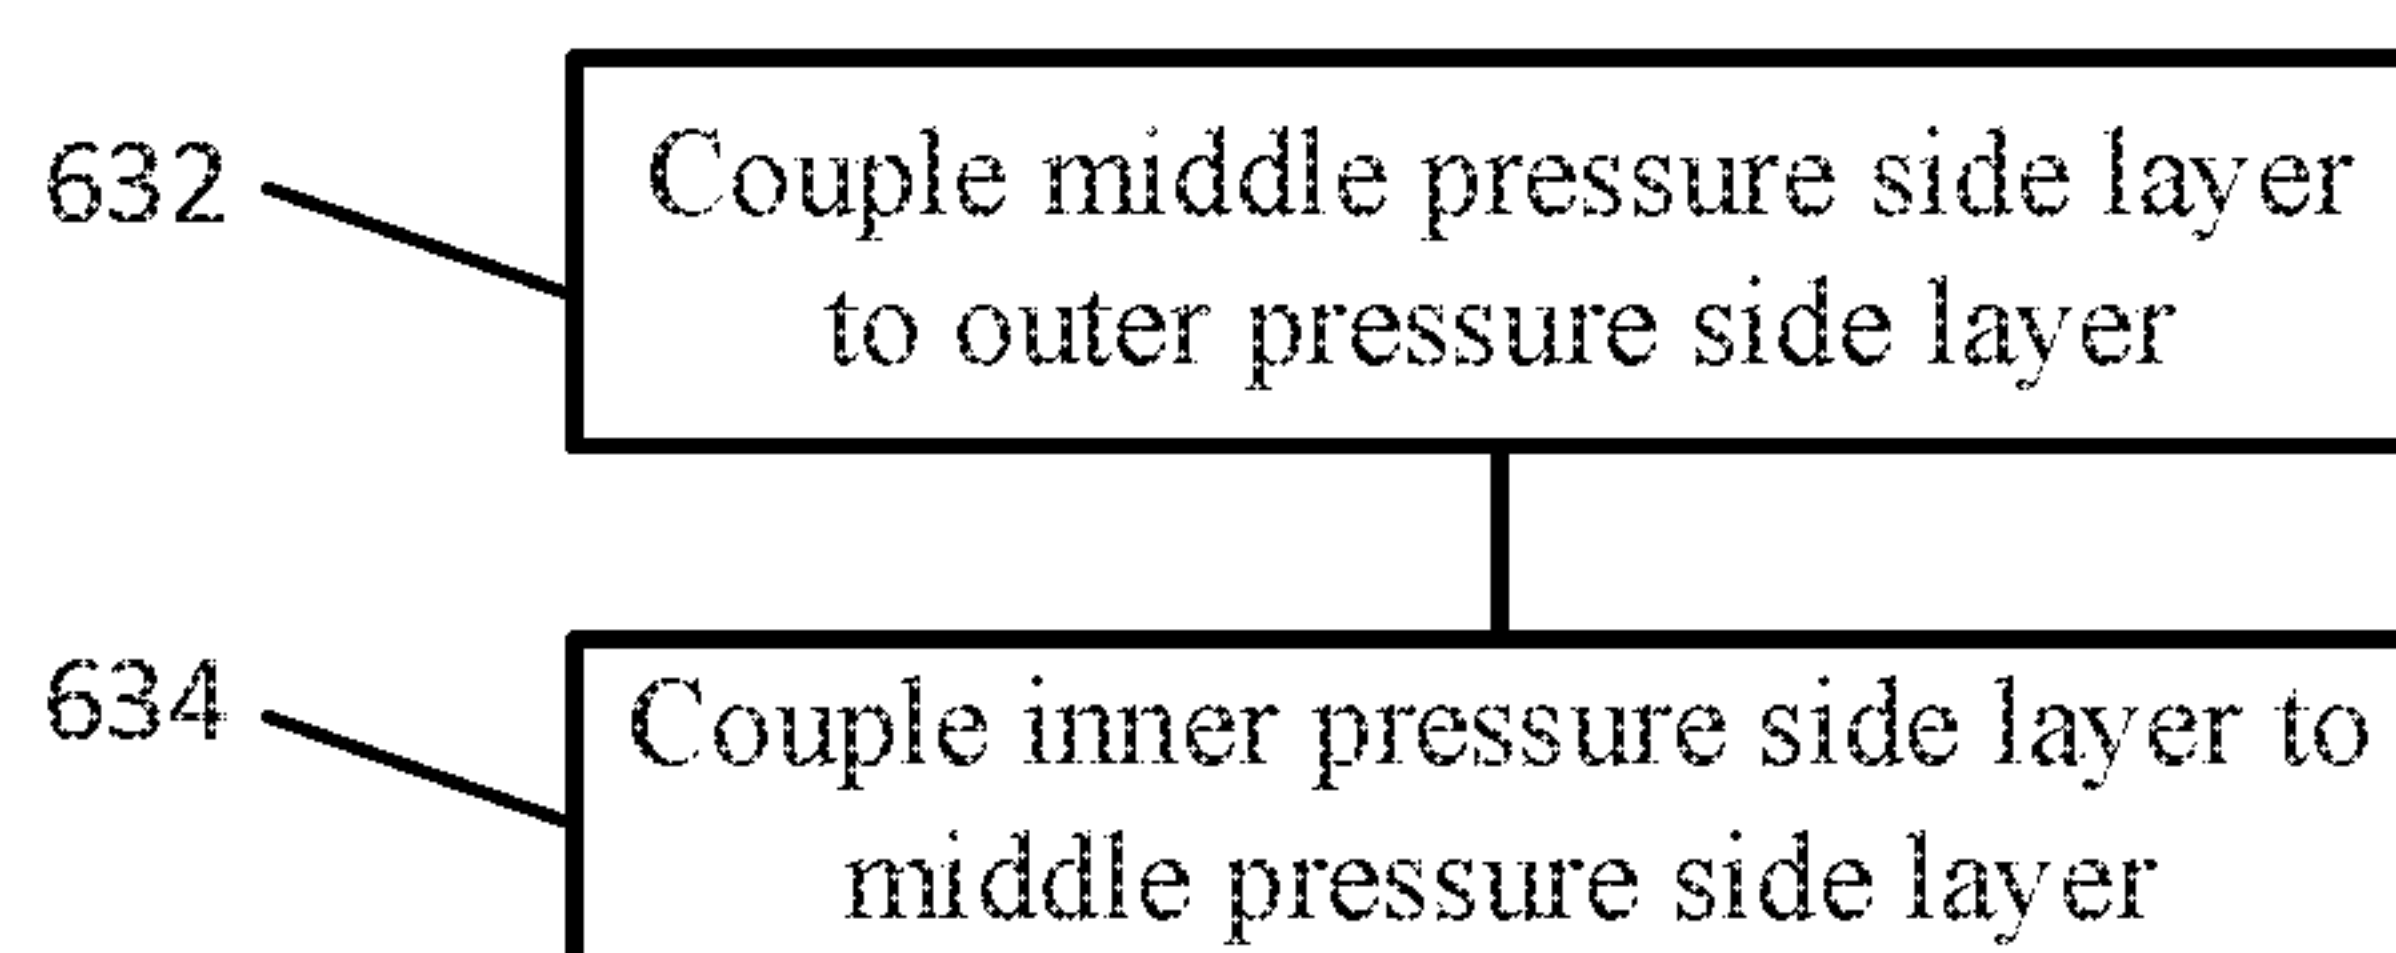 632
Couple middle pressure side layer
to outer pressure side layer
634
Couple inner pressure side layer to
middle pressure side layer